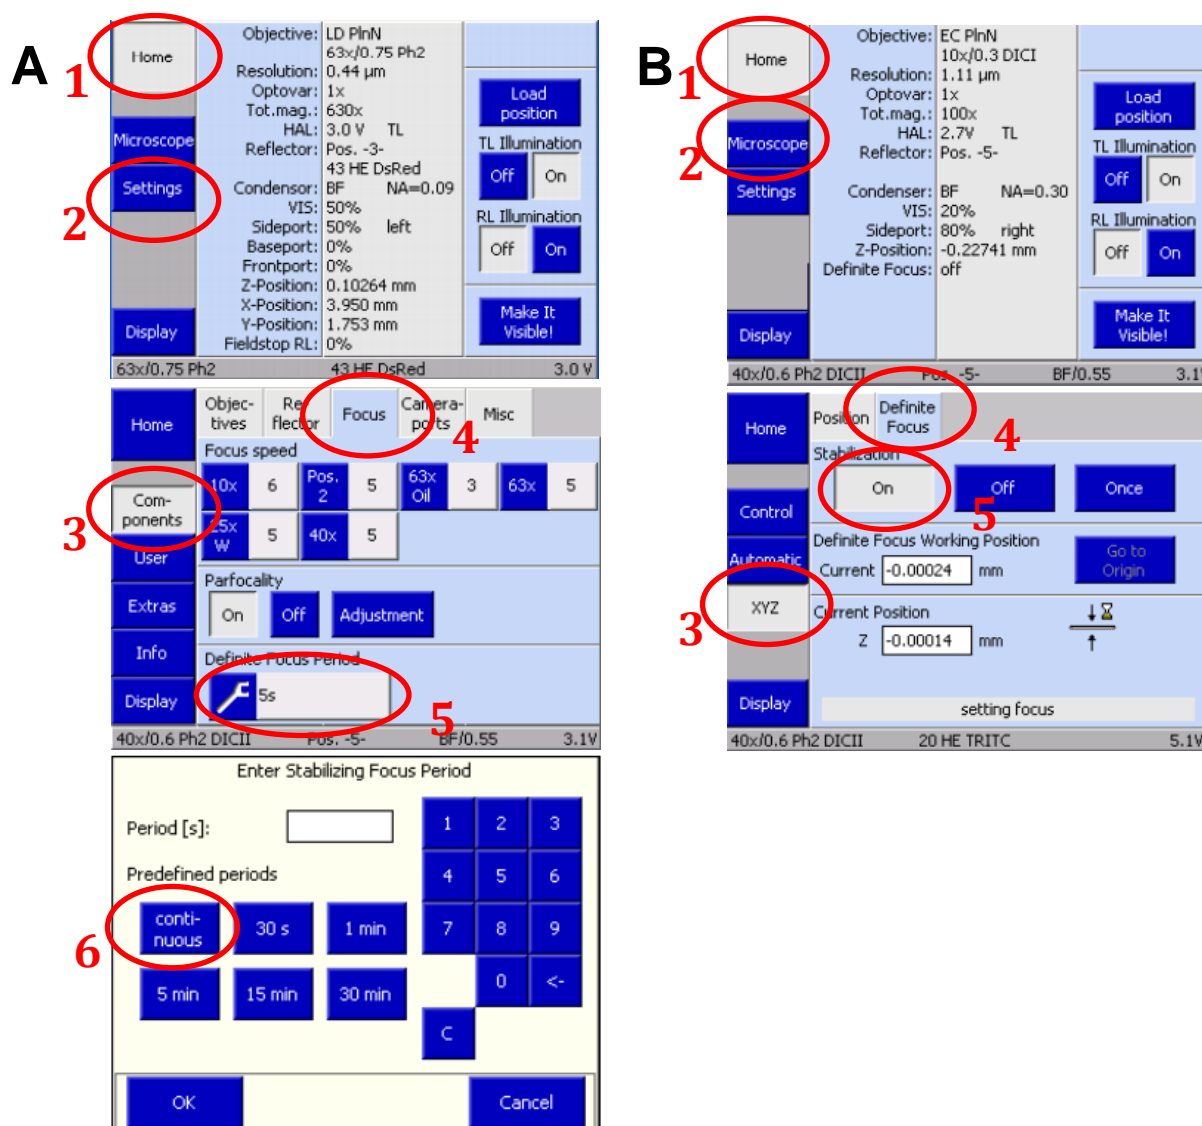 A
1
Home
2
Microscope
Settings
Display
Objective: LD PlnN
63x/0.75 Ph2
Resolution: 0.44 µm
Optovar: 1x
Tot.mag.: 630x
HAL: 3.0 V TL
Reflector: Pos. -3-
43 HE DsRed
Condensor: BF NA=0.09
VIS: 50%
Sideport: 50% left
Baseport: 0%
Frontport: 0%
Z-Position: 0.10264 mm
X-Position: 3.950 mm
Y-Position: 1.753 mm
Fieldstop RL: 0%
Load
position
TL Illumination
Off On
RL Illumination
Off On
Make It
Visible!
63x/0.75 Ph2 43 HE DsRed 3.0 V
Home
3
Com-
ponents
User
Extras
Info
Display
Objec-
tives
Re
flector
Focus
4
Camera-
ports
Misc
Focus speed
10x 6 Pos.
2 5 63x
Oil 3 63x 5
25x
W 5 40x 5
Parfocality
On Off Adjustment
Definite Focus Period
5s
5
40x/0.6 Ph2 DICII Pos. -5- BF/0.55 3.1V
Enter Stabilizing Focus Period
Period [s]:
Predefined periods
6
conti-
nuous
30 s 1 min
5 min 15 min 30 min
1 2 3
4 5 6
7 8 9
0 <-
C
OK Cancel
B
1
Home
2
Microscope
Settings
Display
Objective: EC PlnN
10x/0.3 DICI
Resolution: 1.11 µm
Optovar: 1x
Tot.mag.: 100x
HAL: 2.7V TL
Reflector: Pos. -5-
Condenser: BF NA=0.30
VIS: 20%
Sideport: 80% right
Z-Position: -0.22741 mm
Definite Focus: off
Load
position
TL Illumination
Off On
RL Illumination
Off On
Make It
Visible!
40x/0.6 Ph2 DICII Pos. -5- BF/0.55 3.1V
Home
Control
Automatic
3
XYZ
Display
Position
Definite
Focus
4
Stabilization
On Off Once
5
Definite Focus Working Position
Current -0.00024 mm
Go to
Origin
Current Position
Z -0.00014 mm
setting focus
40x/0.6 Ph2 DICII 20 HE TRITC 5.1V